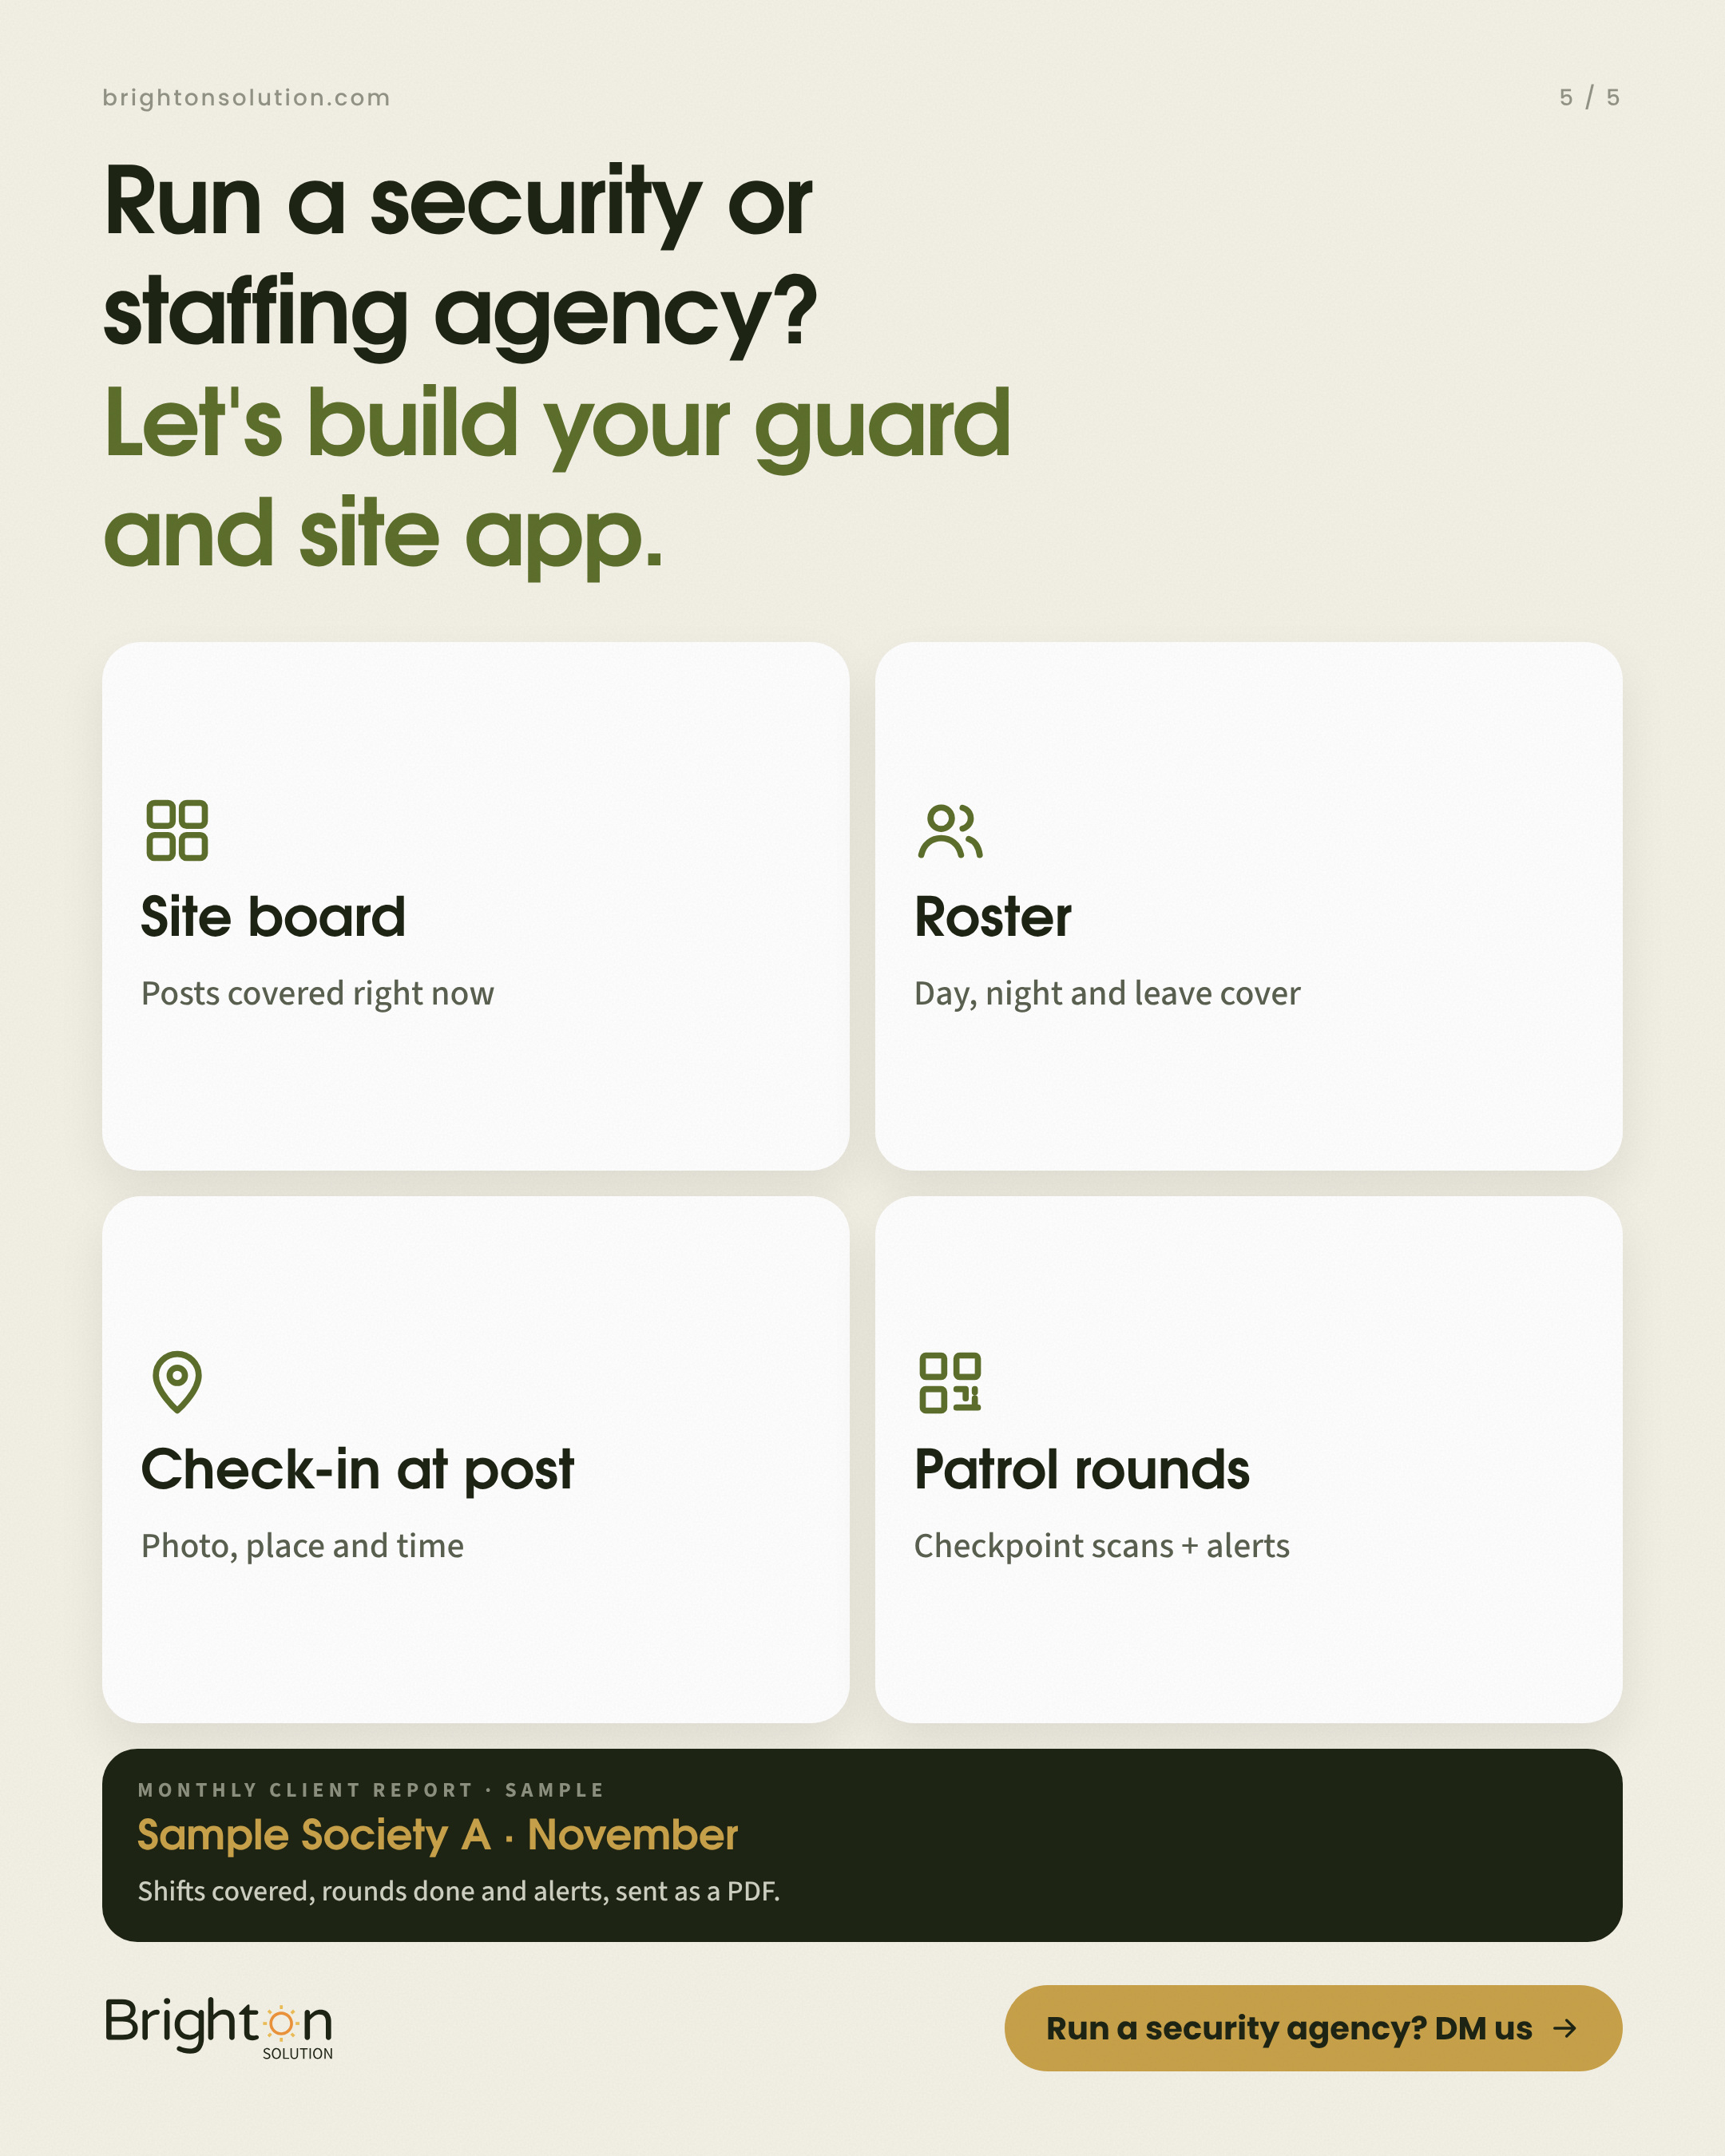 brightonsolution.com
5 / 5
Run a security or
staffing agency?
Let's build your guard
and site app.
Site board
Posts covered right now
Roster
Day, night and leave cover
Check-in at post
Photo, place and time
Patrol rounds
Checkpoint scans + alerts
MONTHLY CLIENT REPORT · SAMPLE
Sample Society A · November
Shifts covered, rounds done and alerts, sent as a PDF.
Brighton
SOLUTION
Run a security agency? DM us →